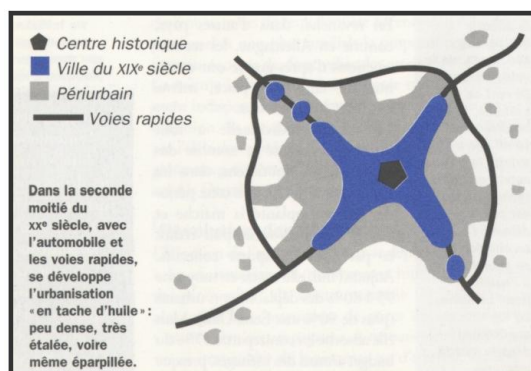 Centre historique
Ville du XIXe siècle
Périurbain
Voies rapides
Dans la seconde
moitié du
XXe siècle, avec
l'automobile et
les voies rapides,
se développe
l'urbanisation
« en tache d'huile » :
peu dense, très
étalée, voire
même éparpillée.